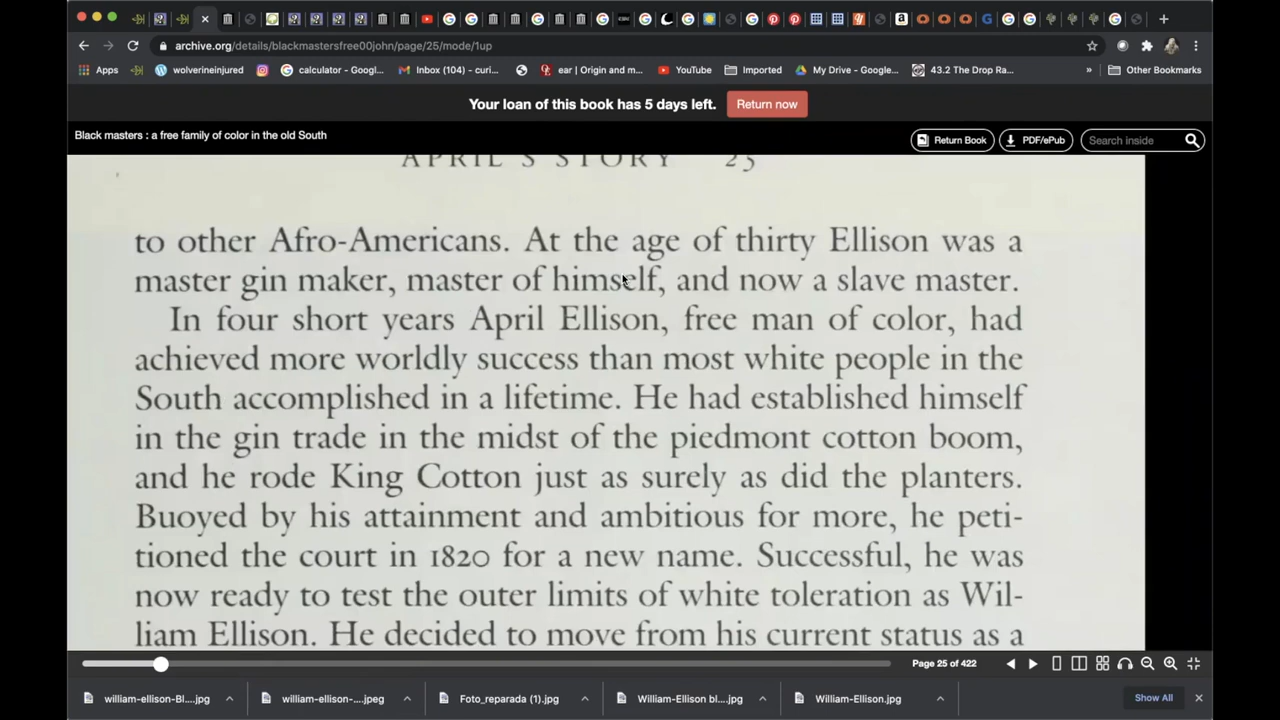 archive.org/details/blackmastersfree00john/page/25/mode/1up
Apps
wolverineinjured
calculator - Googl...
Inbox (104) - curi...
ear | Origin and m...
YouTube
Imported
My Drive - Google...
43.2 The Drop Ra...
»
Other Bookmarks
Your loan of this book has 5 days left.
Return now
Black masters : a free family of color in the old South
Return Book
PDF/ePub
Search inside
APRIL'S STORY 25
to other Afro-Americans. At the age of thirty Ellison was a
master gin maker, master of himself, and now a slave master.
In four short years April Ellison, free man of color, had
achieved more worldly success than most white people in the
South accomplished in a lifetime. He had established himself
in the gin trade in the midst of the piedmont cotton boom,
and he rode King Cotton just as surely as did the planters.
Buoyed by his attainment and ambitious for more, he peti-
tioned the court in 1820 for a new name. Successful, he was
now ready to test the outer limits of white toleration as Wil-
liam Ellison. He decided to move from his current status as a
Page 25 of 422
william-ellison-Bl....jpg
william-ellison-....jpeg
Foto_reparada (1).jpg
William-Ellison bl....jpg
William-Ellison.jpg
Show All